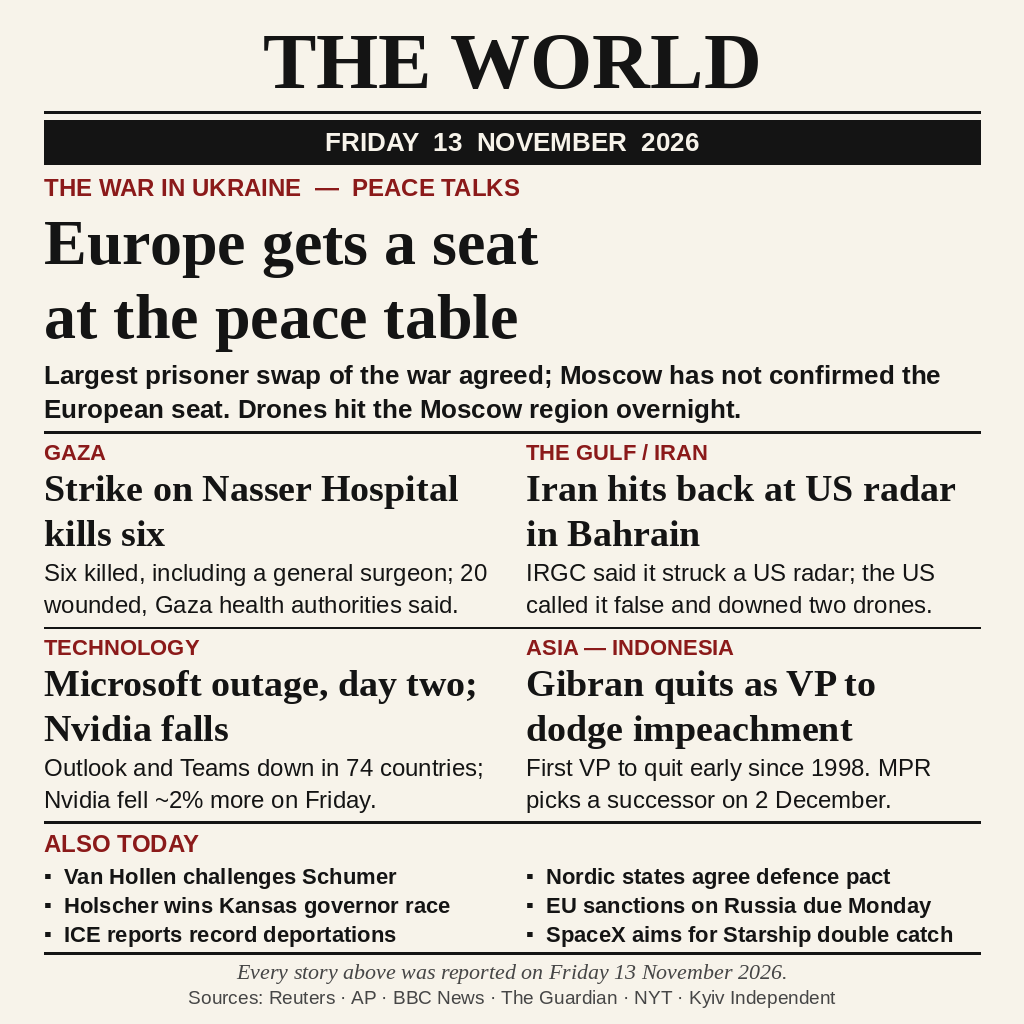 THE WORLD
FRIDAY 13 NOVEMBER 2026
THE WAR IN UKRAINE — PEACE TALKS
Europe gets a seat
at the peace table
Largest prisoner swap of the war agreed; Moscow has not confirmed the
European seat. Drones hit the Moscow region overnight.
GAZA
Strike on Nasser Hospital
kills six
Six killed, including a general surgeon; 20
wounded, Gaza health authorities said.
THE GULF / IRAN
Iran hits back at US radar
in Bahrain
IRGC said it struck a US radar; the US
called it false and downed two drones.
TECHNOLOGY
Microsoft outage, day two;
Nvidia falls
Outlook and Teams down in 74 countries;
Nvidia fell ~2% more on Friday.
ASIA — INDONESIA
Gibran quits as VP to
dodge impeachment
First VP to quit early since 1998. MPR
picks a successor on 2 December.
ALSO TODAY
▪ Van Hollen challenges Schumer
▪ Holscher wins Kansas governor race
▪ ICE reports record deportations
▪ Nordic states agree defence pact
▪ EU sanctions on Russia due Monday
▪ SpaceX aims for Starship double catch
Every story above was reported on Friday 13 November 2026.
Sources: Reuters · AP · BBC News · The Guardian · NYT · Kyiv Independent